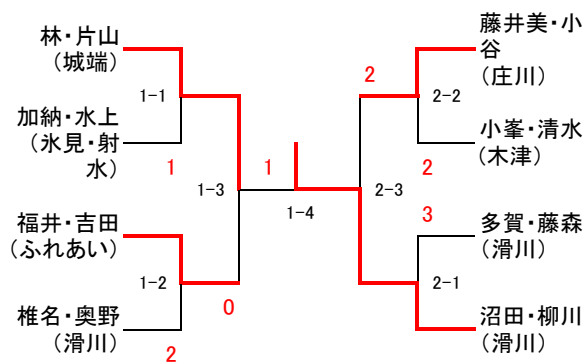 林・片山
（城端）
加納・水上
（氷見・射
水）
福井・吉田
（ふれあい）
椎名・奥野
（滑川）
1-1
1
1-2
2
1-3
0
1
1-4
2
2-3
2-2
2
3
2-1
藤井美・小
谷
（庄川）
小峯・清水
（木津）
多賀・藤森
（滑川）
沼田・柳川
（滑川）